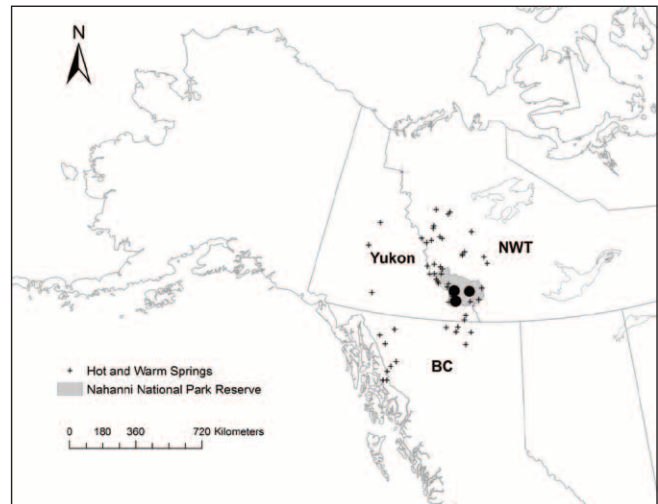 N
NWT
Yukon
BC
Hot and Warm Springs
Nahanni National Park Reserve
0 180 360 720 Kilometers